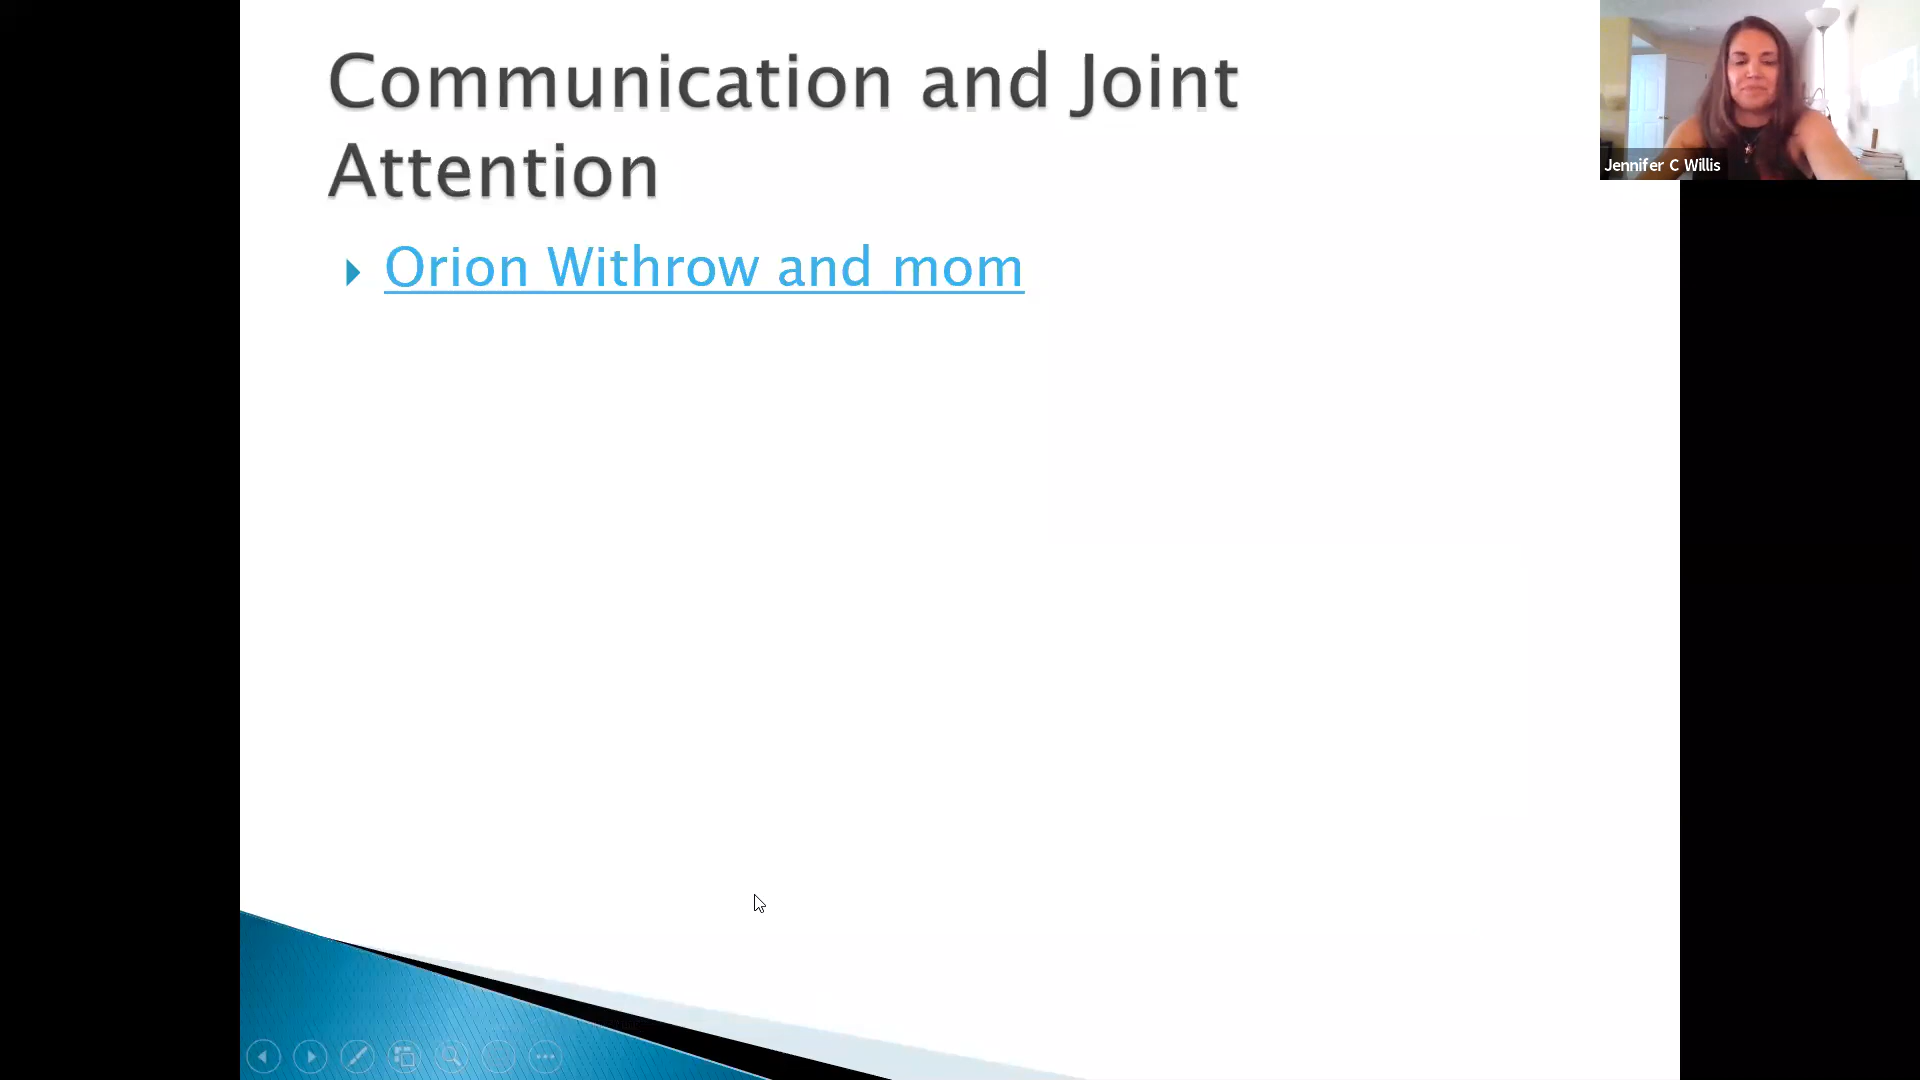 Communication and Joint
Attention
Orion Withrow and mom
Jennifer C Willis